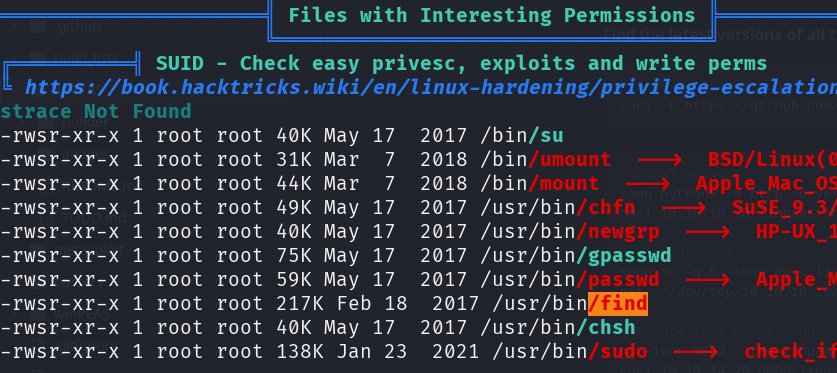 Files with Interesting Permissions
SUID - Check easy privesc, exploits and write perms
https://book.hacktricks.wiki/en/linux-hardening/privilege-escalation
strace Not Found
-rwsr-xr-x 1 root root 40K May 17  2017 /bin/su
-rwsr-xr-x 1 root root 31K Mar  7  2018 /bin/umount  --->  BSD/Linux(0
-rwsr-xr-x 1 root root 44K Mar  7  2018 /bin/mount  --->  Apple_Mac_OS
-rwsr-xr-x 1 root root 49K May 17  2017 /usr/bin/chfn  --->  SuSE_9.3/
-rwsr-xr-x 1 root root 40K May 17  2017 /usr/bin/newgrp  --->  HP-UX_1
-rwsr-xr-x 1 root root 75K May 17  2017 /usr/bin/gpasswd
-rwsr-xr-x 1 root root 59K May 17  2017 /usr/bin/passwd  --->  Apple_M
-rwsr-xr-x 1 root root 217K Feb 18  2017 /usr/bin/find
-rwsr-xr-x 1 root root 40K May 17  2017 /usr/bin/chsh
-rwsr-xr-x 1 root root 138K Jan 23  2021 /usr/bin/sudo  --->  check_if